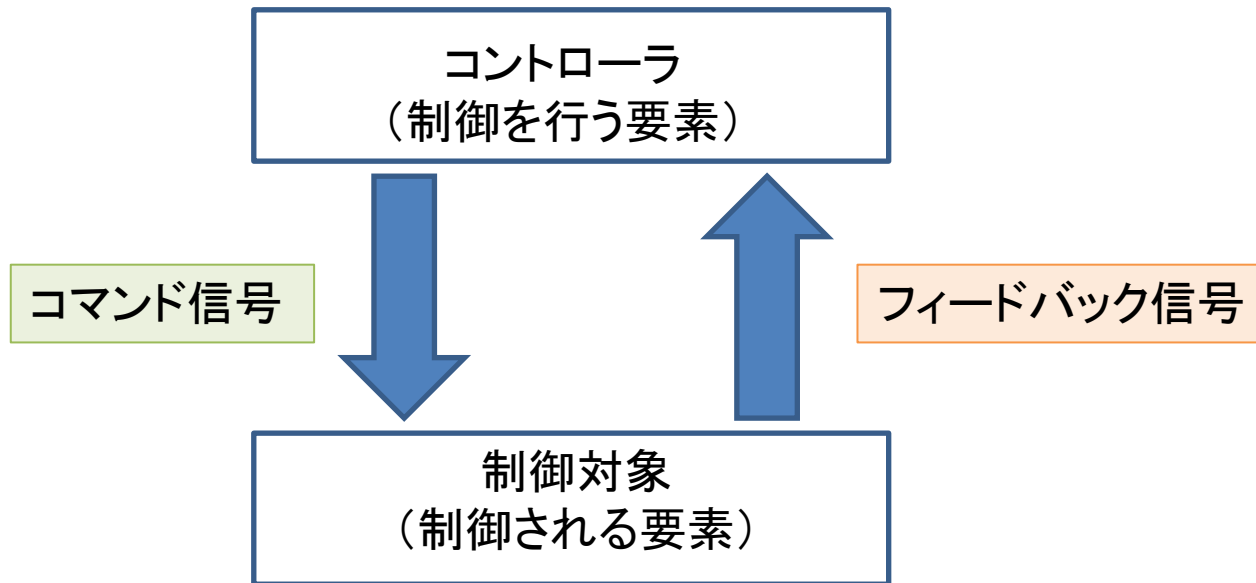 コントローラ
（制御を行う要素）
コマンド信号
フィードバック信号
制御対象
（制御される要素）